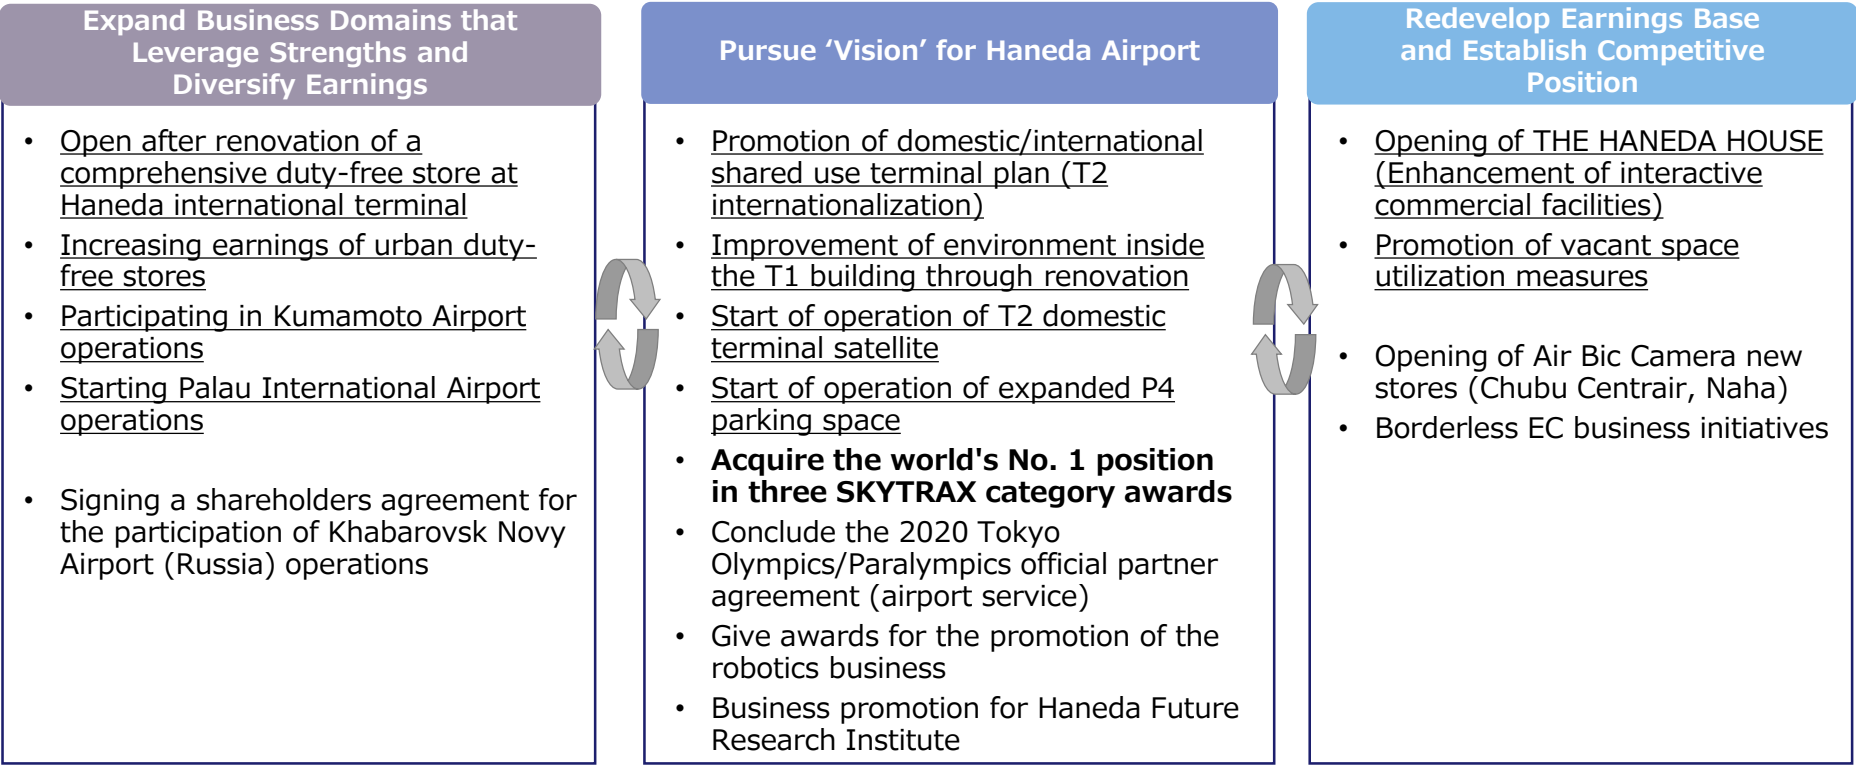 Expand Business Domains that
Leverage Strengths and
Diversify Earnings
• Open after renovation of a
comprehensive duty-free store at
Haneda international terminal
• Increasing earnings of urban duty-
free stores
• Participating in Kumamoto Airport
operations
• Starting Palau International Airport
operations
• Signing a shareholders agreement for
the participation of Khabarovsk Novy
Airport (Russia) operations
Pursue ‘Vision’ for Haneda Airport
• Promotion of domestic/international
shared use terminal plan (T2
internationalization)
• Improvement of environment inside
the T1 building through renovation
• Start of operation of T2 domestic
terminal satellite
• Start of operation of expanded P4
parking space
• Acquire the world's No. 1 position
in three SKYTRAX category awards
• Conclude the 2020 Tokyo
Olympics/Paralympics official partner
agreement (airport service)
• Give awards for the promotion of the
robotics business
• Business promotion for Haneda Future
Research Institute
Redevelop Earnings Base
and Establish Competitive
Position
• Opening of THE HANEDA HOUSE
(Enhancement of interactive
commercial facilities)
• Promotion of vacant space
utilization measures
• Opening of Air Bic Camera new
stores (Chubu Centrair, Naha)
• Borderless EC business initiatives